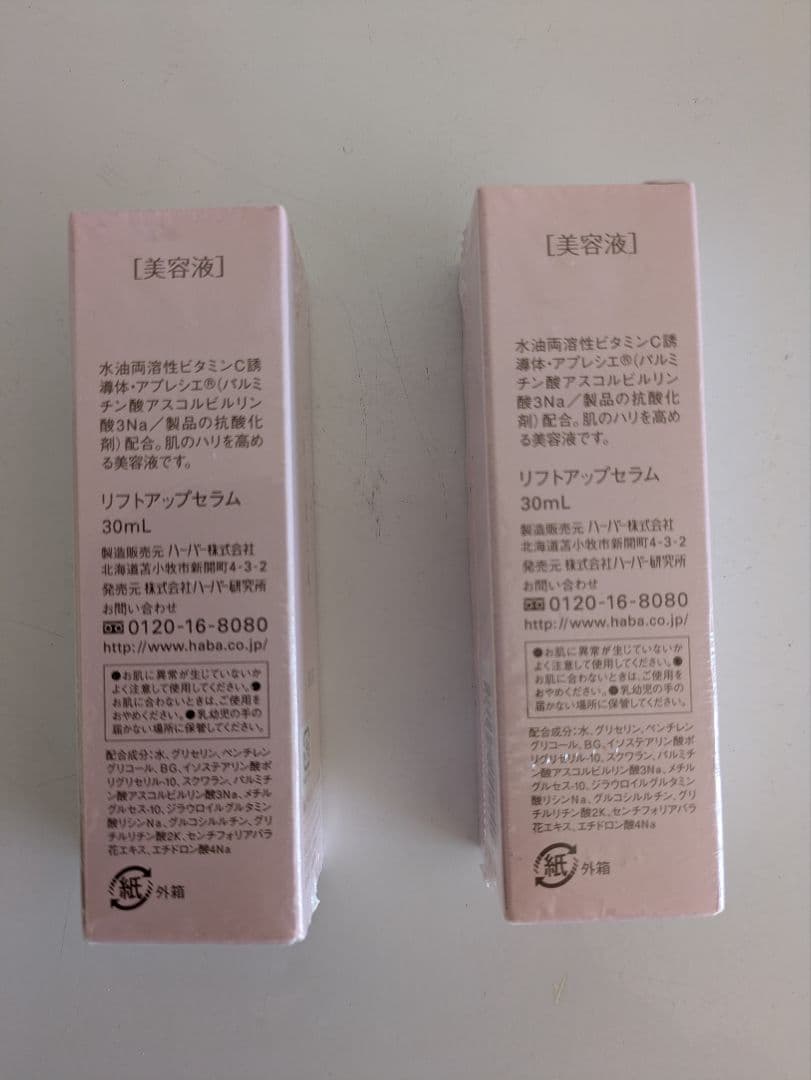 [美容液]
水油両溶性ビタミンC誘
導体・アプレシエ®(パルミ
チン酸アスコルビルリン
酸3Na/製品の抗酸化
剤)配合。肌のハリを高め
る美容液です。
リフトアップセラム
30mL
製造販売元 ハーバー株式会社
北海道苫小牧市新開町4-3-2
発売元 株式会社ハーバー研究所
お問い合わせ
0120-16-8080
http://www.haba.co.jp/
●お肌に異常が生じていないか
よく注意して使用してください。●
お肌に合わないときは、ご使用を
おやめください。●乳幼児の手の
届かない場所に保管してください。
配合成分:水、グリセリン、ペンチレン
グリコール、BG、イソステアリン酸ポ
リグリセリル-10、スクワラン、パルミ
チン酸アスコルビルリン酸3Na、メチル
グルセス-10、ジラウロイルグルタミン
酸リシンNa、グルコシルルチン、グリ
チルリチン酸2K、センチフォリアバラ
花エキス、エチドロン酸4Na
紙 外箱
[美容液]
水油両溶性ビタミンC誘
導体・アプレシエ®(パルミ
チン酸アスコルビルリン
酸3Na/製品の抗酸化
剤)配合。肌のハリを高め
る美容液です。
リフトアップセラム
30mL
製造販売元 ハーバー株式会社
北海道苫小牧市新開町4-3-2
発売元 株式会社ハーバー研究所
お問い合わせ
0120-16-8080
http://www.haba.co.jp/
●お肌に異常が生じていないか
よく注意して使用してください。●
お肌に合わないときは、ご使用を
おやめください。●乳幼児の手の
届かない場所に保管してください。
配合成分:水、グリセリン、ペンチレン
グリコール、BG、イソステアリン酸ポ
リグリセリル-10、スクワラン、パルミ
チン酸アスコルビルリン酸3Na、メチル
グルセス-10、ジラウロイルグルタミン
酸リシンNa、グルコシルルチン、グリ
チルリチン酸2K、センチフォリアバラ
花エキス、エチドロン酸4Na
紙 外箱